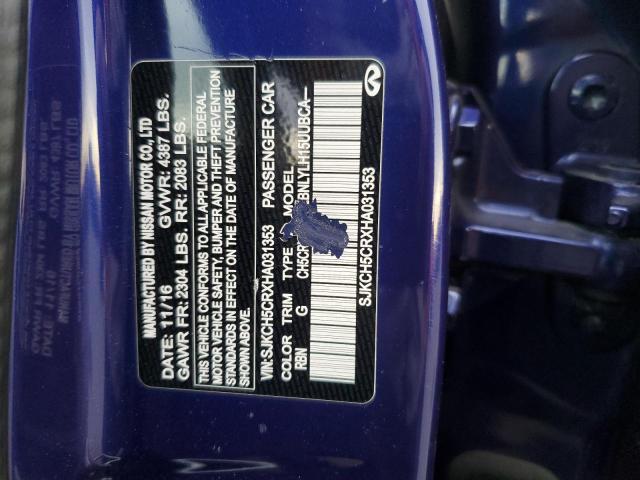 MANUFACTURED BY NISSAN MOTOR CO., LTD
DATE: 11/16 GVWR: 4387 LBS.
GAWR FR: 2304 LBS. RR: 2083 LBS.
THIS VEHICLE CONFORMS TO ALL APPLICABLE FEDERAL
MOTOR VEHICLE SAFETY, BUMPER AND THEFT PREVENTION
STANDARDS IN EFFECT ON THE DATE OF MANUFACTURE
SHOWN ABOVE.
VIN:SJKCH5CRXHA031353 PASSENGER CAR
COLOR TRIM TYPE MODEL
RBN G CH5CR BNLYLH15UUBCA—
SJKCH5CRXHA031353